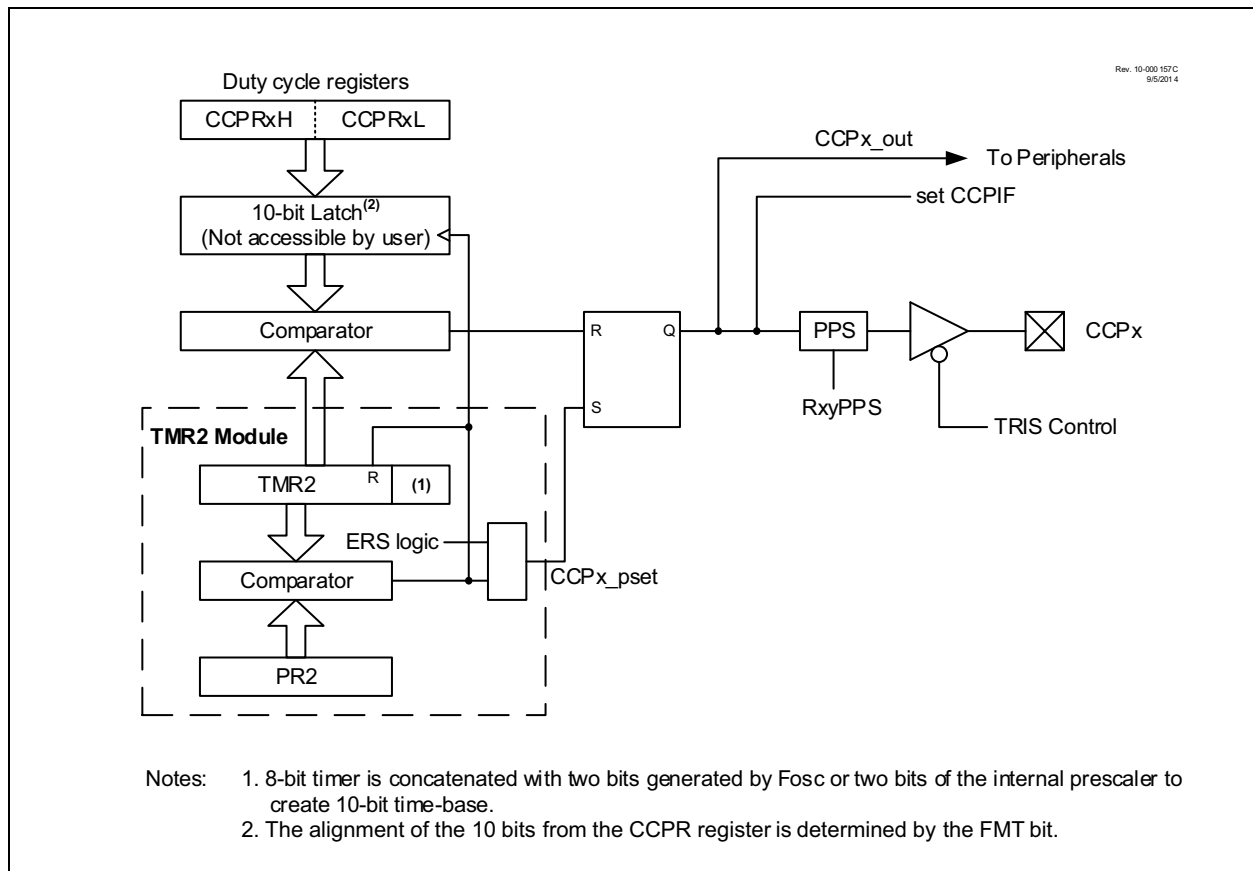 Rev. 10-000 157C
9/5/201 4
Duty cycle registers
CCPRxH CCPRxL
CCPx_out
To Peripherals
set CCPIF
10-bit Latch(2)
(Not accessible by user)
Comparator
R Q
PPS
CCPx
RxyPPS
S
TRIS Control
TMR2 Module
TMR2 R (1)
ERS logic
Comparator
CCPx_pset
PR2
Notes: 1. 8-bit timer is concatenated with two bits generated by Fosc or two bits of the internal prescaler to
create 10-bit time-base.
2. The alignment of the 10 bits from the CCPR register is determined by the FMT bit.